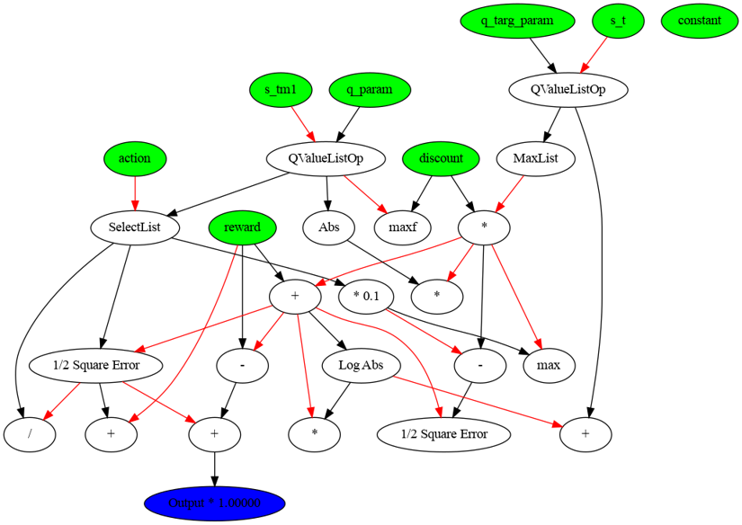 q_targ_param
s_t
constant
s_tm1
q_param
QValueListOp
action
QValueListOp
discount
MaxList
SelectList
reward
Abs
maxf
*
+
* 0.1
*
1/2 Square Error
-
Log Abs
-
max
/
+
+
*
1/2 Square Error
+
Output * 1.00000